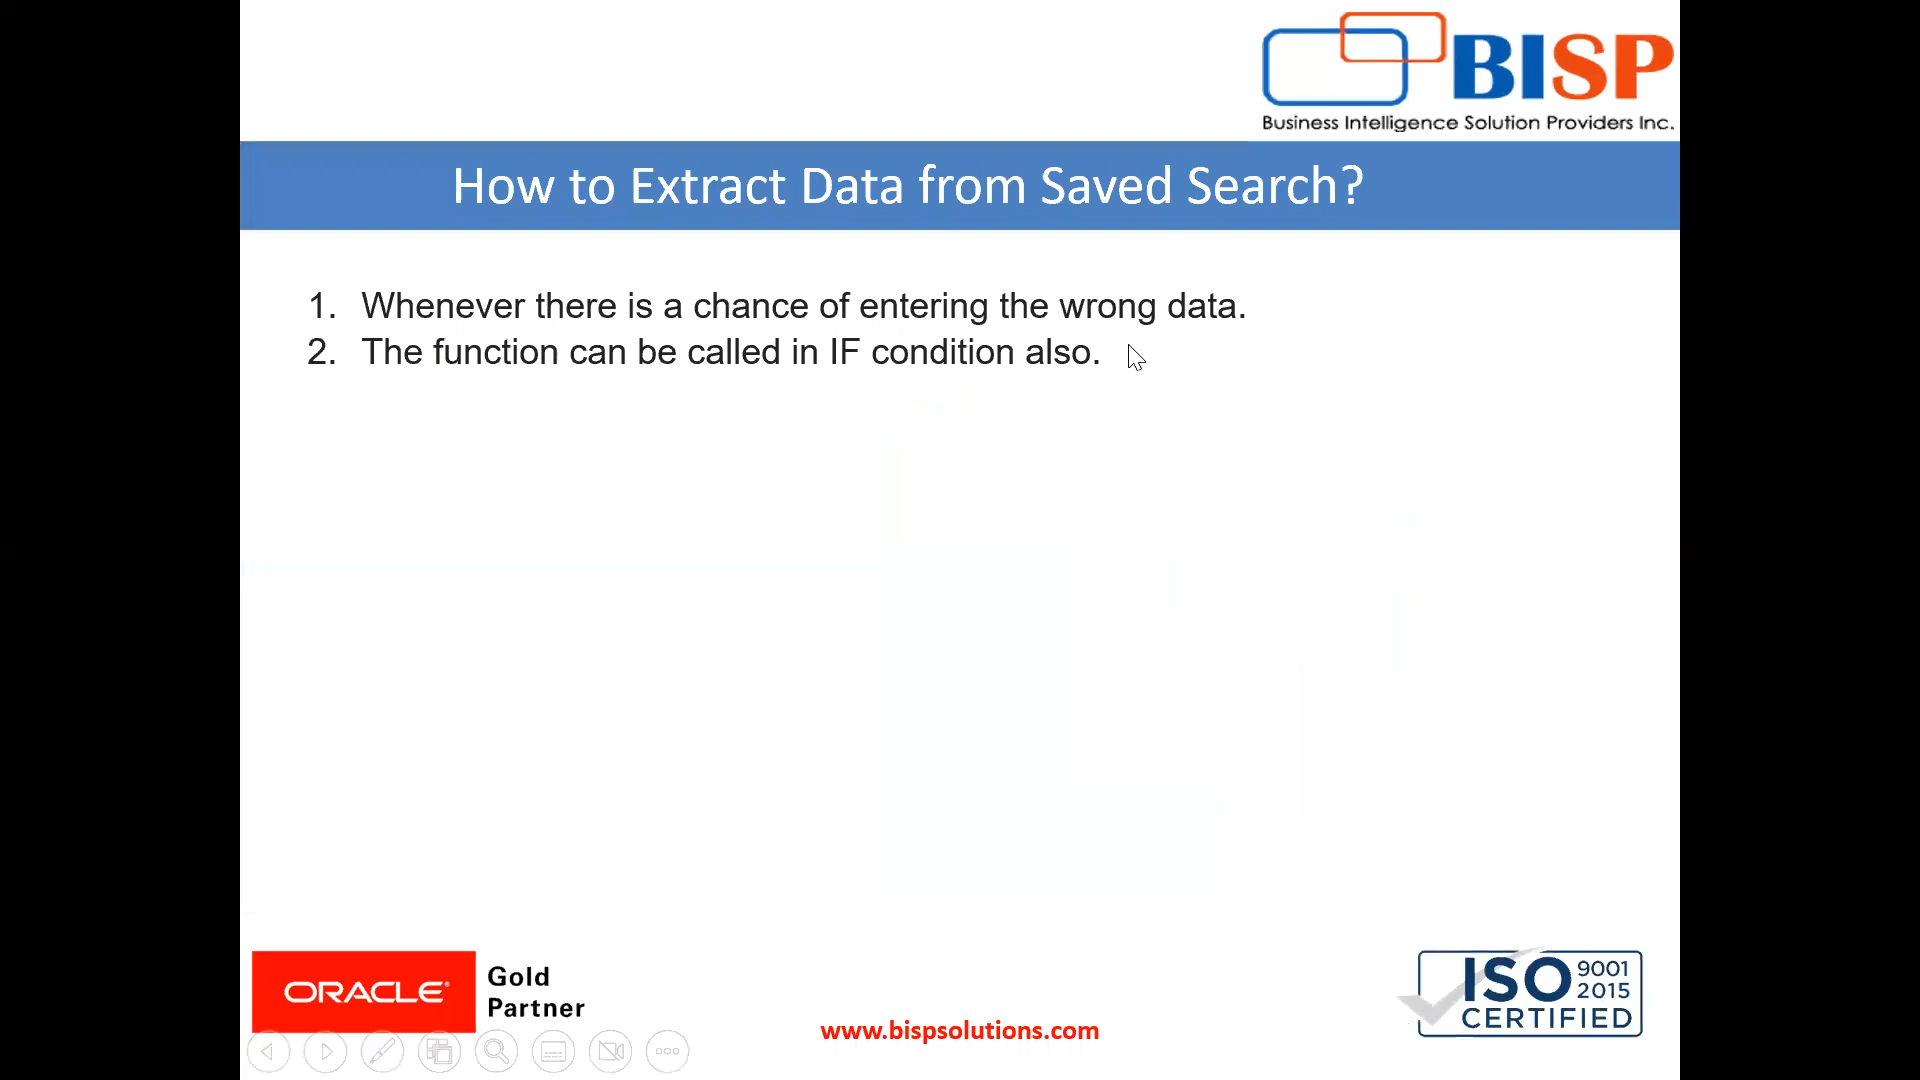 BISP
Business Intelligence Solution Providers Inc.
How to Extract Data from Saved Search?
1. Whenever there is a chance of entering the wrong data.
2. The function can be called in IF condition also.
ORACLE®
Gold
Partner
www.bispsolutions.com
ISO 9001
2015
CERTIFIED